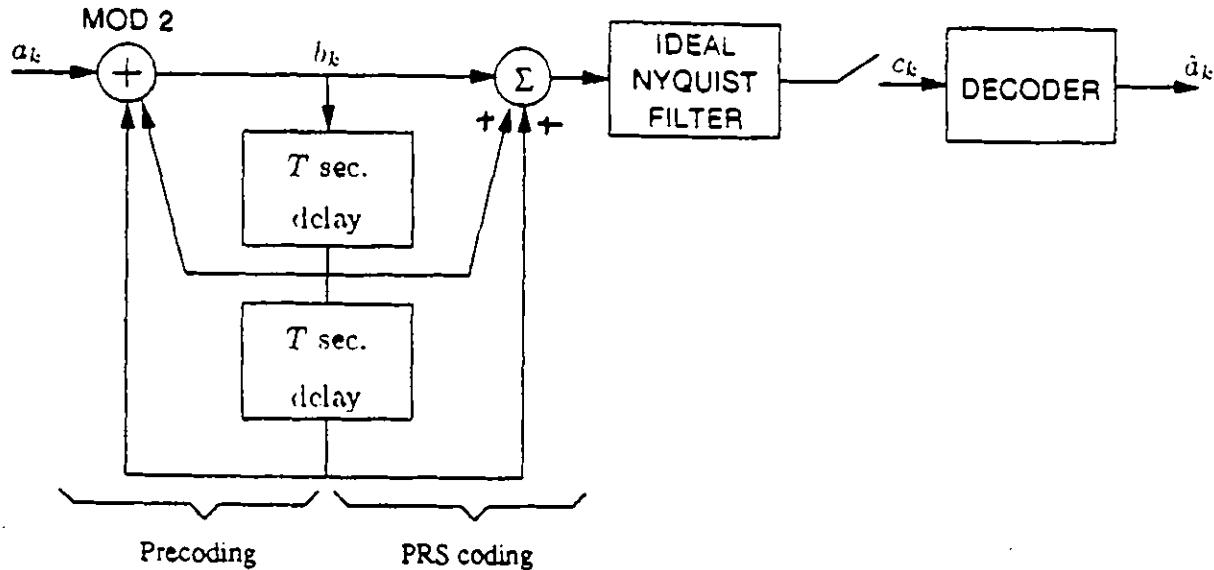 MOD 2
a_k
+
b_k
Σ
+ +
IDEAL
NYQUIST
FILTER
c_k
DECODER
â_k
T sec.
delay
T sec.
delay
Precoding
PRS coding